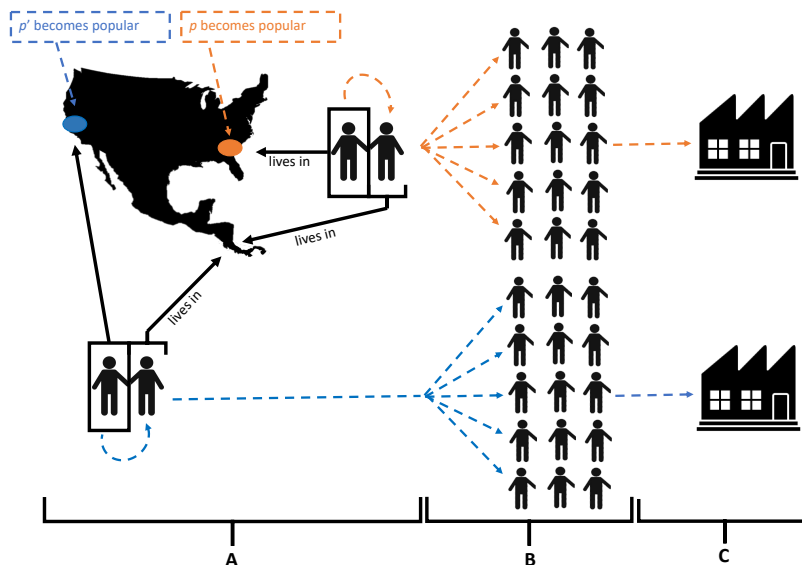 p' becomes popular
p becomes popular
lives in
lives in
lives in
A
B
C